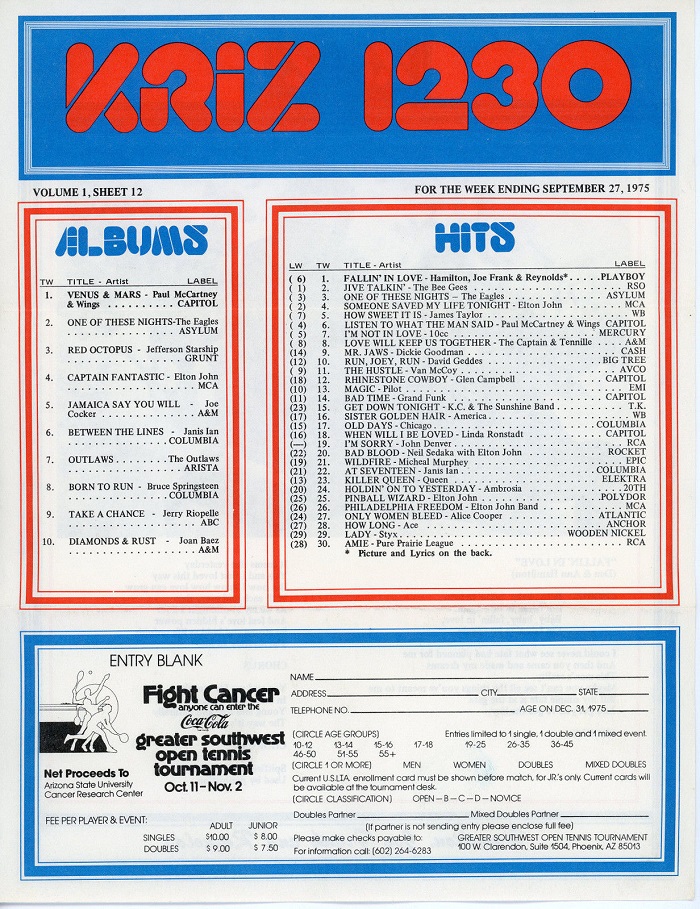 KRIZ 1230
VOLUME 1, SHEET 12
FOR THE WEEK ENDING SEPTEMBER 27, 1975
ALBUMS
TW TITLE - Artist LABEL
1. VENUS & MARS - Paul McCartney
& Wings . . . . . . . . . . CAPITOL
2. ONE OF THESE NIGHTS-The Eagles
. . . . . . . . . . . . . . . . ASYLUM
3. RED OCTOPUS - Jefferson Starship
. . . . . . . . . . . . . . . . . GRUNT
4. CAPTAIN FANTASTIC - Elton John
. . . . . . . . . . . . . . . . . . . MCA
5. JAMAICA SAY YOU WILL - Joe
Cocker . . . . . . . . . . . . . . . A&M
6. BETWEEN THE LINES - Janis Ian
. . . . . . . . . . . . . . COLUMBIA
7. OUTLAWS . . . . . . . . The Outlaws
. . . . . . . . . . . . . . . . . ARISTA
8. BORN TO RUN - Bruce Springsteen
. . . . . . . . . . . . . . COLUMBIA
9. TAKE A CHANCE - Jerry Riopelle
. . . . . . . . . . . . . . . . . . . ABC
10. DIAMONDS & RUST - Joan Baez
. . . . . . . . . . . . . . . . . . . A&M
HITS
LW TW TITLE - Artist LABEL
( 6) 1. FALLIN' IN LOVE - Hamilton, Joe Frank & Reynolds* . . . . . PLAYBOY
( 1) 2. JIVE TALKIN' - The Bee Gees . . . . . RSO
( 3) 3. ONE OF THESE NIGHTS – The Eagles . . . . . ASYLUM
( 2) 4. SOMEONE SAVED MY LIFE TONIGHT - Elton John . . . . . MCA
( 7) 5. HOW SWEET IT IS - James Taylor . . . . . WB
( 4) 6. LISTEN TO WHAT THE MAN SAID - Paul McCartney & Wings CAPITOL
( 5) 7. I'M NOT IN LOVE - 10cc . . . . . MERCURY
( 8) 8. LOVE WILL KEEP US TOGETHER - The Captain & Tennille . . . . . A&M
(14) 9. MR. JAWS - Dickie Goodman . . . . . CASH
(12) 10. RUN, JOEY, RUN - David Geddes . . . . . BIG TREE
( 9) 11. THE HUSTLE - Van McCoy . . . . . AVCO
(18) 12. RHINESTONE COWBOY - Glen Campbell . . . . . CAPITOL
(10) 13. MAGIC - Pilot . . . . . EMI
(11) 14. BAD TIME - Grand Funk . . . . . CAPITOL
(23) 15. GET DOWN TONIGHT - K.C. & The Sunshine Band . . . . . T.K.
(17) 16. SISTER GOLDEN HAIR - America . . . . . WB
(15) 17. OLD DAYS - Chicago . . . . . COLUMBIA
(16) 18. WHEN WILL I BE LOVED - Linda Ronstadt . . . . . CAPITOL
(—) 19. I'M SORRY - John Denver . . . . . RCA
(22) 20. BAD BLOOD - Neil Sedaka with Elton John . . . . . ROCKET
(19) 21. WILDFIRE - Micheal Murphey . . . . . EPIC
(21) 22. AT SEVENTEEN - Janis Ian . . . . . COLUMBIA
(13) 23. KILLER QUEEN - Queen . . . . . ELEKTRA
(20) 24. HOLDIN' ON TO YESTERDAY - Ambrosia . . . . . 20TH
(25) 25. PINBALL WIZARD - Elton John . . . . . POLYDOR
(26) 26. PHILADELPHIA FREEDOM - Elton John Band . . . . . MCA
(24) 27. ONLY WOMEN BLEED - Alice Cooper . . . . . ATLANTIC
(27) 28. HOW LONG - Ace . . . . . ANCHOR
(29) 29. LADY - Styx . . . . . WOODEN NICKEL
(28) 30. AMIE - Pure Prairie League . . . . . RCA
* Picture and Lyrics on the back.
ENTRY BLANK
Fight Cancer
anyone can enter the
Coca-Cola
greater southwest
open tennis
tournament
Oct. 11 – Nov. 2
Net Proceeds To
Arizona State University
Cancer Research Center
FEE PER PLAYER & EVENT:
ADULT JUNIOR
SINGLES $10.00 $ 8.00
DOUBLES $ 9.00 $ 7.50
NAME
ADDRESS CITY STATE
TELEPHONE NO. AGE ON DEC. 31, 1975
(CIRCLE AGE GROUPS) Entries limited to 1 single, 1 double and 1 mixed event.
10-12 13-14 15-16 17-18 19-25 26-35 36-45
46-50 51-55 55+
(CIRCLE 1 OR MORE) MEN WOMEN DOUBLES MIXED DOUBLES
Current U.S.L.T.A. enrollment card must be shown before match, for JR.'s only. Current cards will
be available at the tournament desk.
(CIRCLE CLASSIFICATION) OPEN – B – C – D – NOVICE
Doubles Partner Mixed Doubles Partner
(If partner is not sending entry please enclose full fee)
Please make checks payable to: GREATER SOUTHWEST OPEN TENNIS TOURNAMENT
For information call: (602) 264-6283 100 W. Clarendon, Suite 1504, Phoenix, AZ 85013